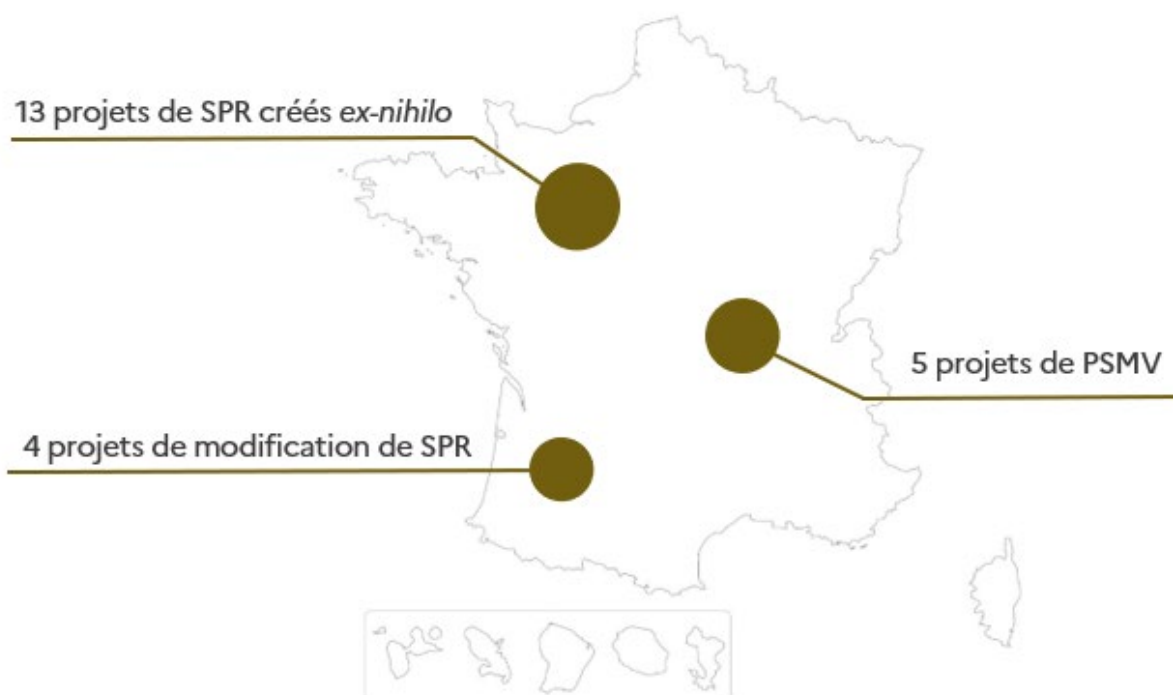 13 projets de SPR créés ex-nihilo
5 projets de PSMV
4 projets de modification de SPR